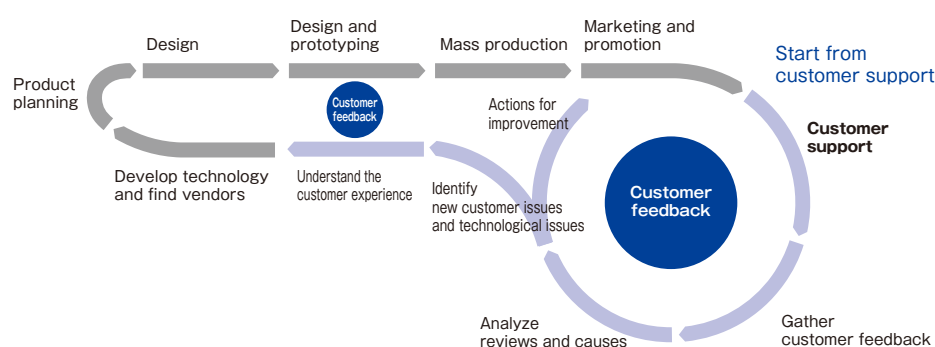 Design
Design and
prototyping
Mass production
Marketing and
promotion
Start from
customer support
Product
planning
Customer
feedback
Actions for
improvement
Customer
support
Develop technology
and find vendors
Understand the
customer experience
Identify
new customer issues
and technological issues
Customer
feedback
Analyze
reviews and causes
Gather
customer feedback